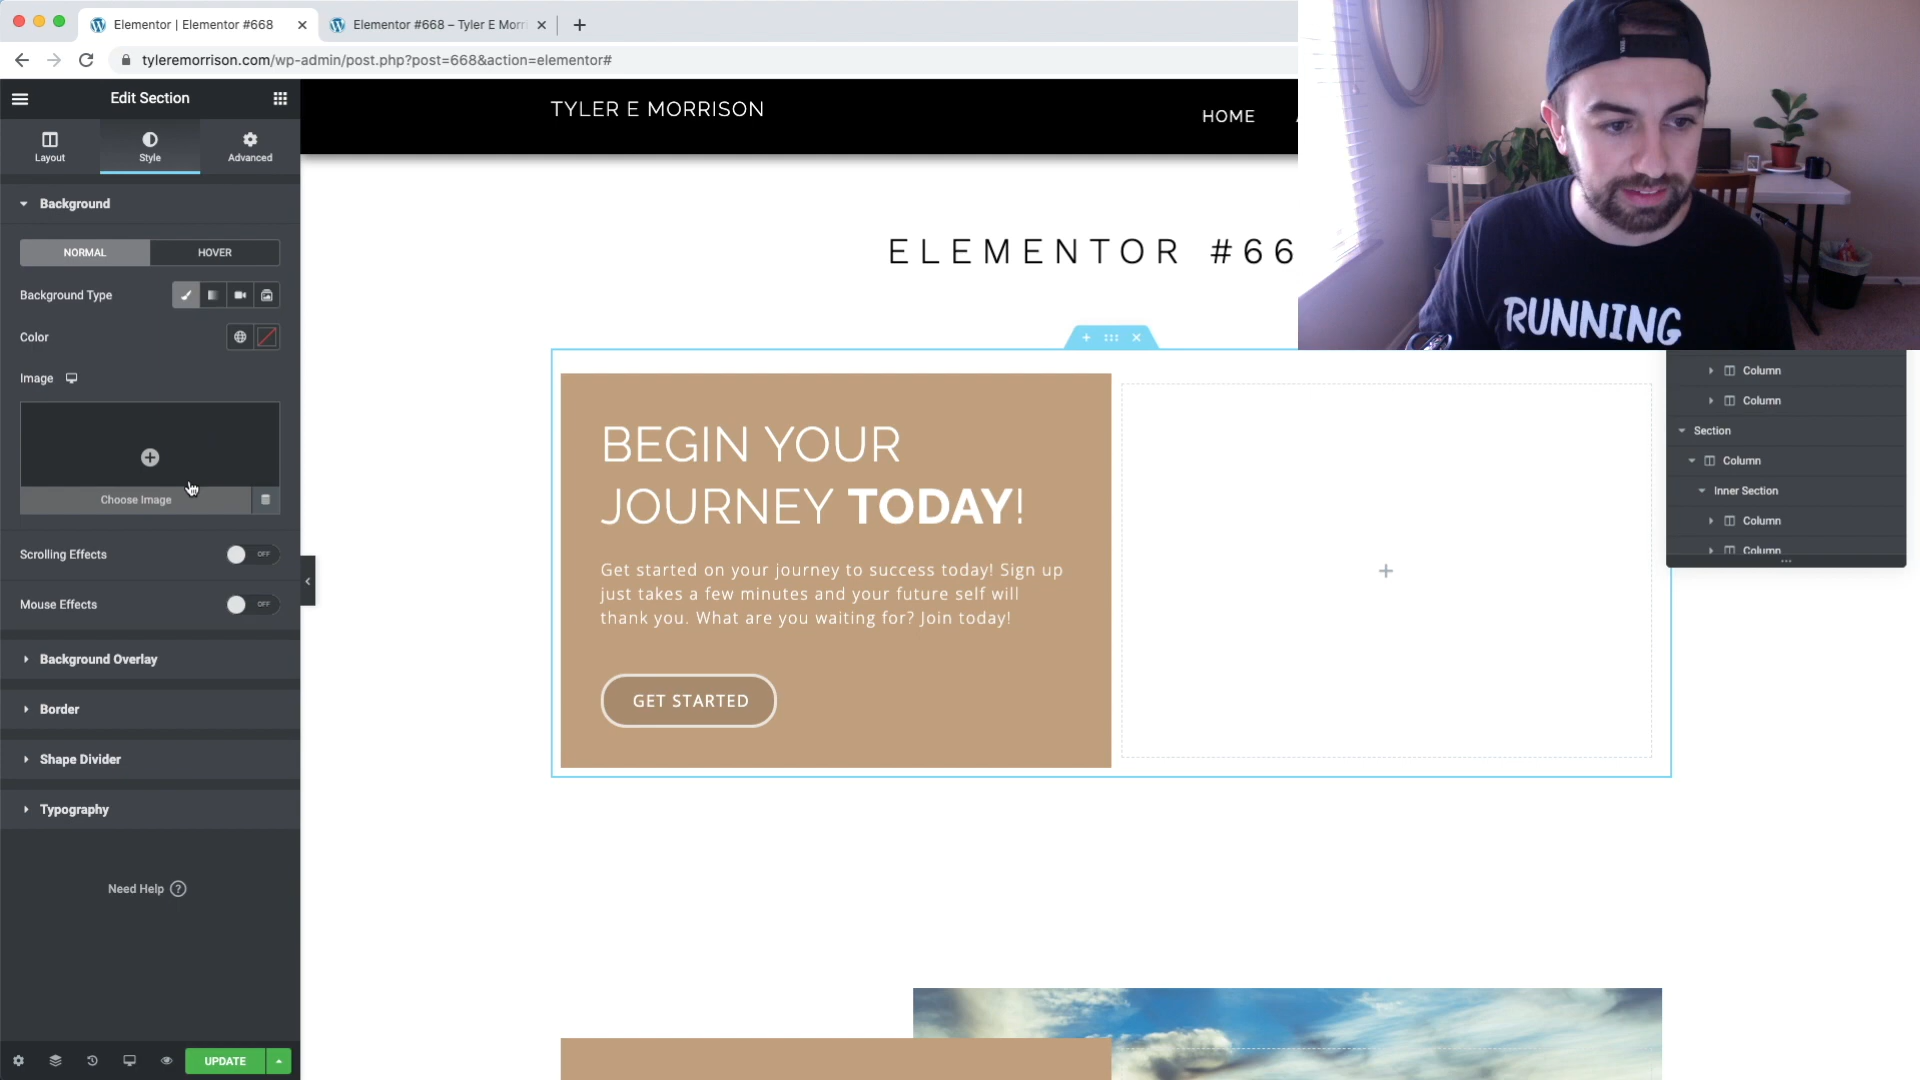 Elementor | Elementor #668
Elementor #668 – Tyler E Morri
tyleremorrison.com/wp-admin/post.php?post=668&action=elementor#
Edit Section
Layout
Style
Advanced
Background
NORMAL
HOVER
Background Type
Color
Image
Choose Image
Scrolling Effects
OFF
Mouse Effects
OFF
Background Overlay
Border
Shape Divider
Typography
Need Help
UPDATE
TYLER E MORRISON
HOME
ELEMENTOR #66
BEGIN YOUR
JOURNEY TODAY!
Get started on your journey to success today! Sign up
just takes a few minutes and your future self will
thank you. What are you waiting for? Join today!
GET STARTED
RUNNING
Column
Column
Section
Column
Inner Section
Column
Column